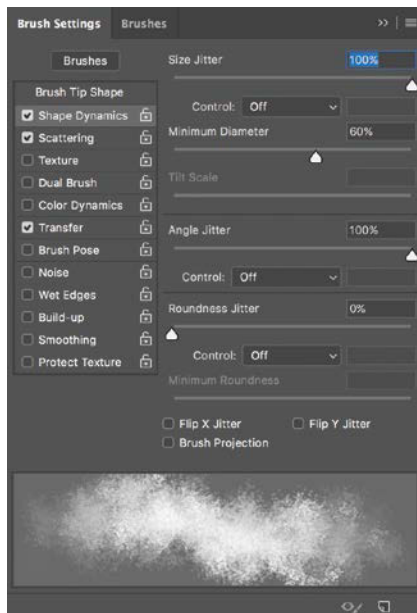 Brush Settings Brushes
Brushes
Size Jitter 100%
Brush Tip Shape
Control: Off
Shape Dynamics
Scattering
Minimum Diameter 60%
Texture
Dual Brush
Tilt Scale
Color Dynamics
Transfer
Angle Jitter 100%
Brush Pose
Noise
Control: Off
Wet Edges
Build-up
Roundness Jitter 0%
Smoothing
Protect Texture
Control: Off
Minimum Roundness
Flip X Jitter Flip Y Jitter
Brush Projection